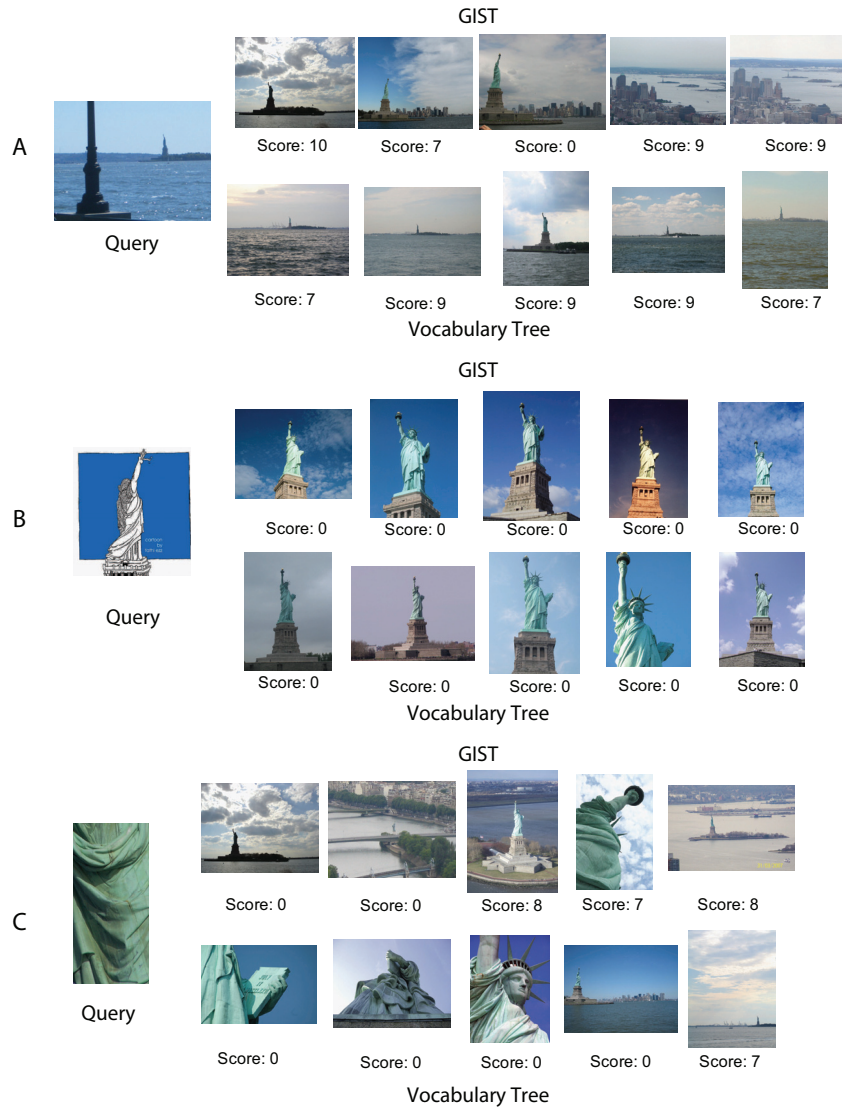 GIST
A
Score: 10 Score: 7 Score: 0 Score: 9 Score: 9
Query
Score: 7 Score: 9 Score: 9 Score: 9 Score: 7
Vocabulary Tree
GIST
B
cartoon
by
Score: 0 Score: 0 Score: 0 Score: 0 Score: 0
Query
Score: 0 Score: 0 Score: 0 Score: 0 Score: 0
Vocabulary Tree
GIST
C
Score: 0 Score: 0 Score: 8 Score: 7 Score: 8
Query
Score: 0 Score: 0 Score: 0 Score: 0 Score: 7
Vocabulary Tree